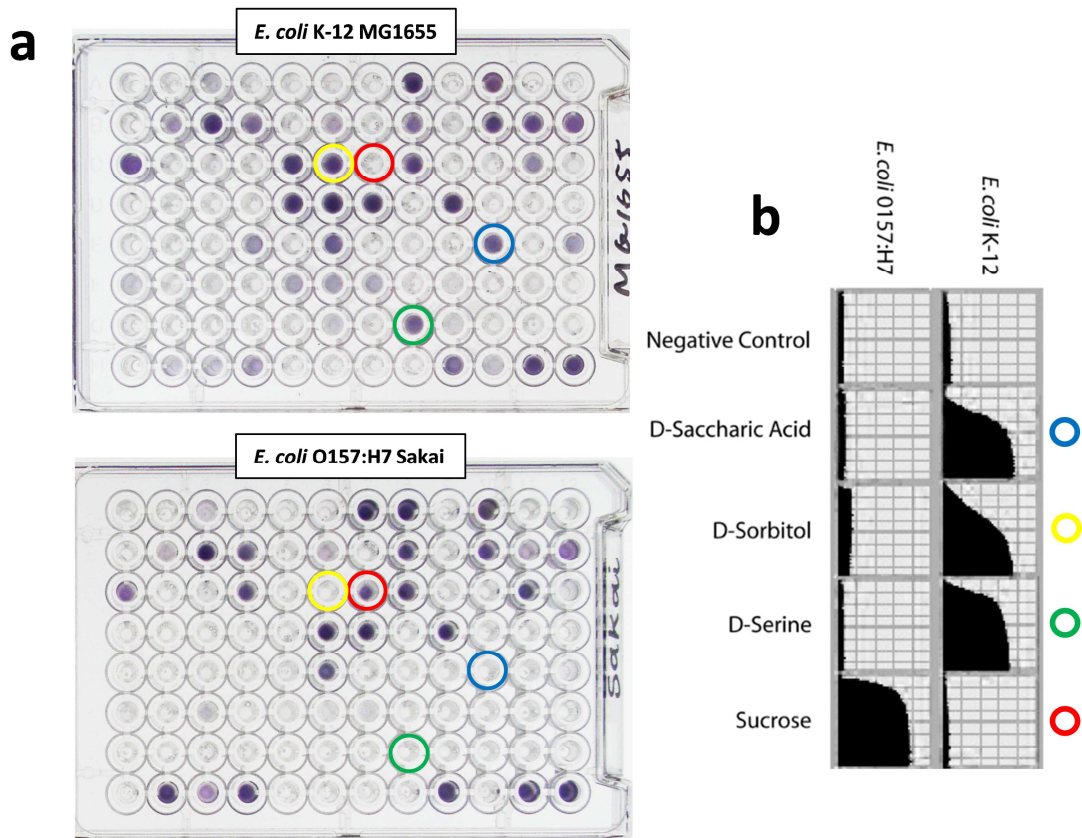 a
E. coli K-12 MG1655
MG1655
E. coli O157:H7 Sakai
Sakai
b
E.coli 0157:H7
E.coli K-12
Negative Control
D-Saccharic Acid
D-Sorbitol
D-Serine
Sucrose